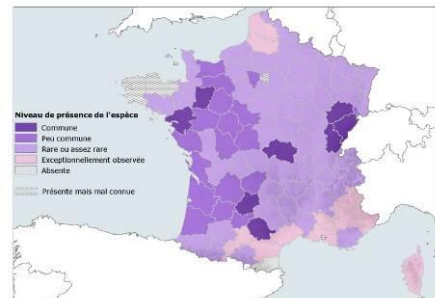 Niveau de présence de l'espèce
Commune
Peu commune
Rare ou assez rare
Exceptionnellement observée
Absente
Présente mais mal connue